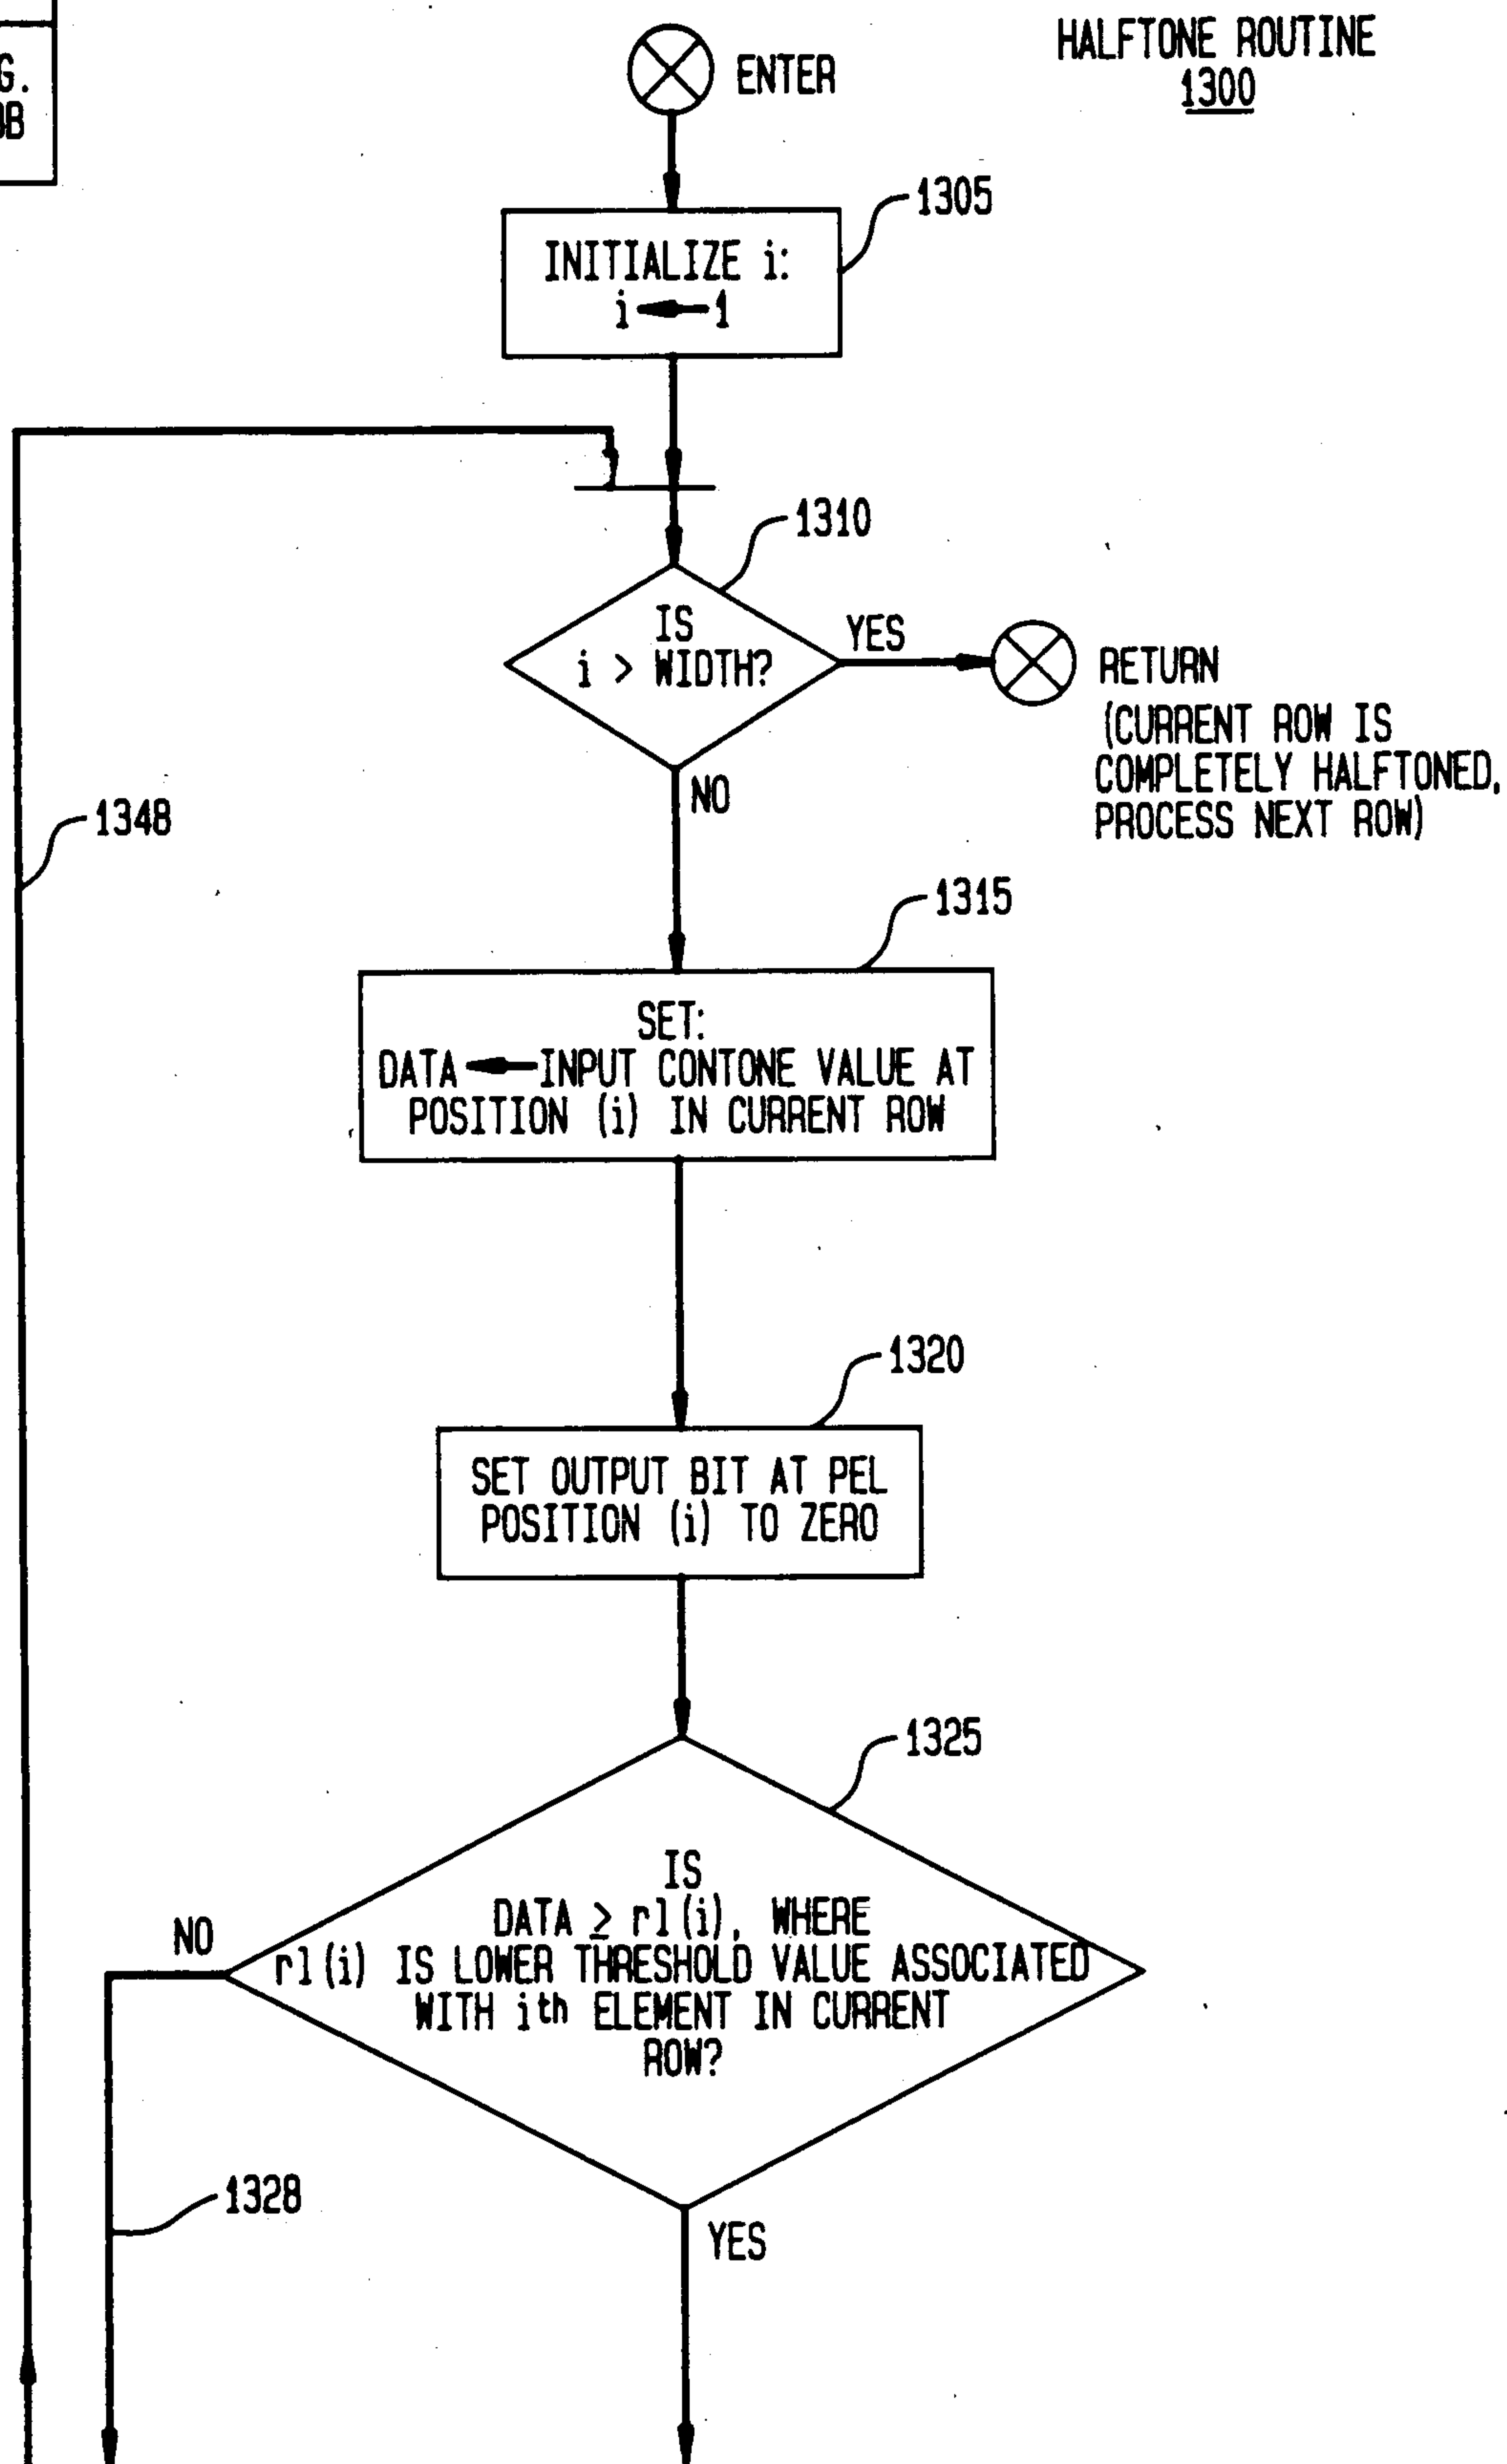 G.
HALFTONE ROUTINE
1300
ENTER
1305
INITIALIZE i:
i ← 1
1310
IS
i > WIDTH?
YES
RETURN
(CURRENT ROW IS
COMPLETELY HALFTONED,
PROCESS NEXT ROW)
NO
1348
1315
SET:
DATA ← INPUT CONTONE VALUE AT
POSITION (i) IN CURRENT ROW
1320
SET OUTPUT BIT AT PEL
POSITION (i) TO ZERO
1325
IS
DATA ≥ rl(i), WHERE
rl(i) IS LOWER THRESHOLD VALUE ASSOCIATED
WITH ith ELEMENT IN CURRENT
ROW?
NO
1328
YES